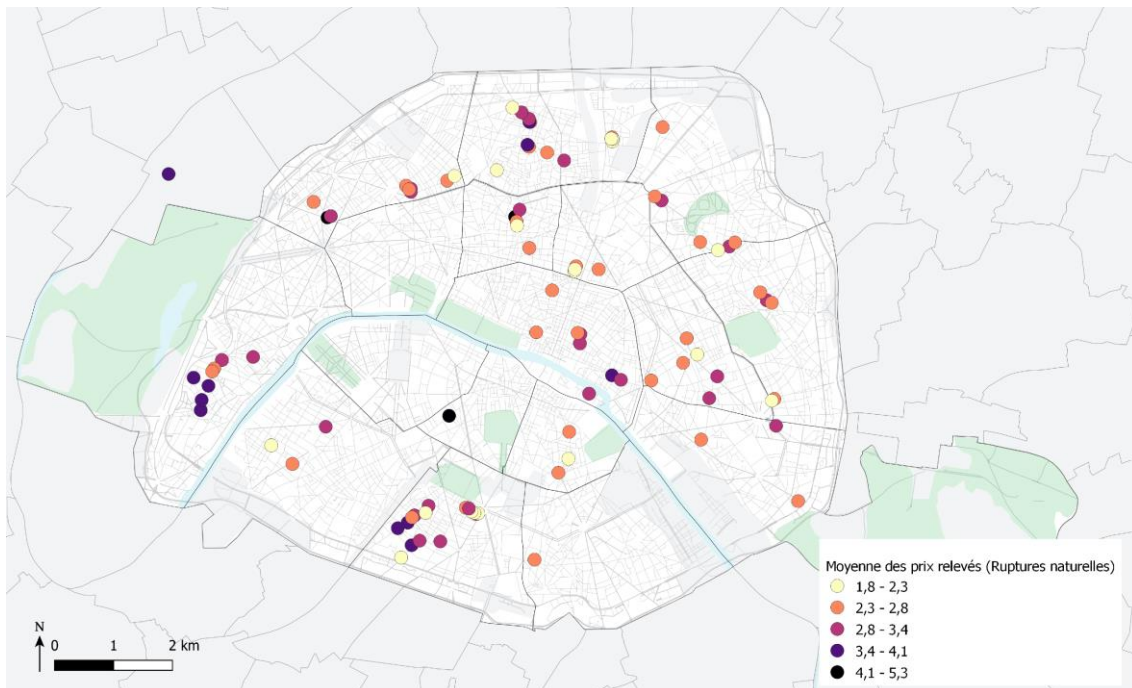 Moyenne des prix relevés (Ruptures naturelles)
1,8 - 2,3
2,3 - 2,8
2,8 - 3,4
3,4 - 4,1
4,1 - 5,3
N
0 1 2 km